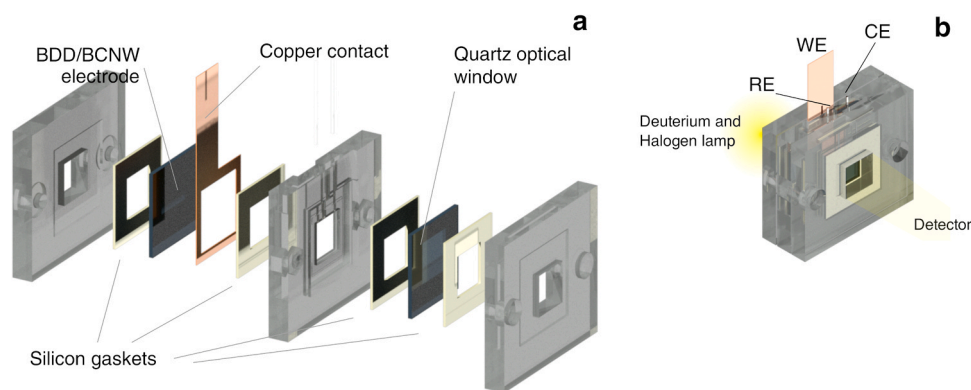 a
BDD/BCNW
electrode
Copper contact
Quartz optical
window
Silicon gaskets
b
CE
WE
RE
Deuterium and
Halogen lamp
Detector